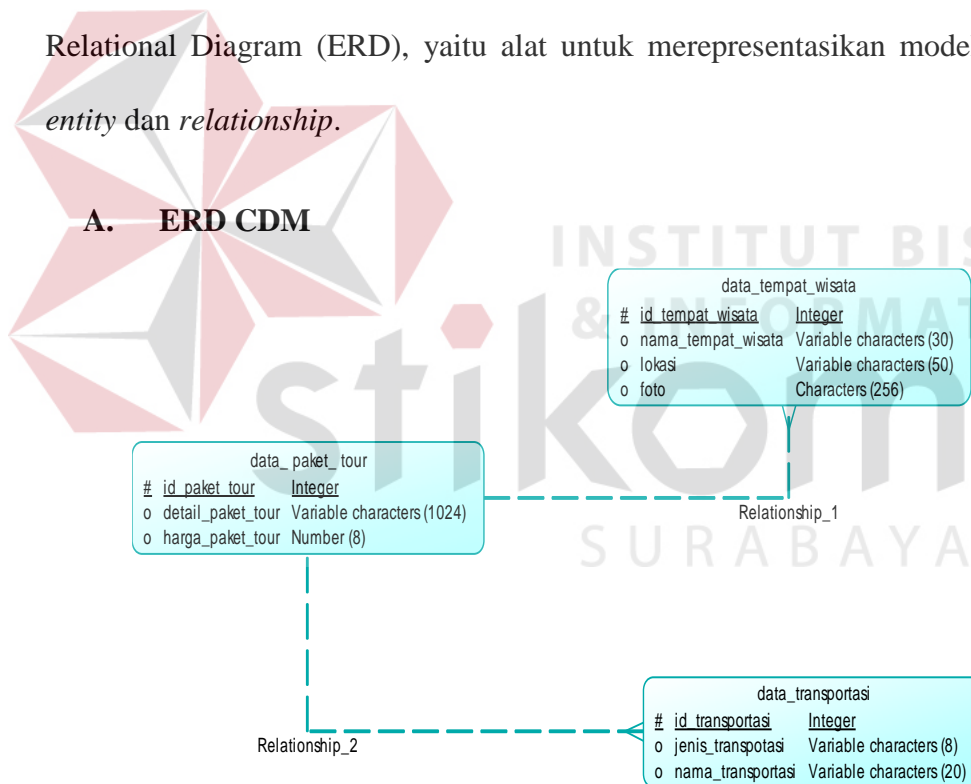 Relational Diagram (ERD), yaitu alat untuk merepresentasikan mode
entity dan relationship.
A. ERD CDM
INSTITUT BIS
& INFORMAT
stikom
SURABAYA
data_tempat_wisata
# id_tempat_wisata Integer
o nama_tempat_wisata Variable characters (30)
o lokasi Variable characters (50)
o foto Characters (256)
data_ paket_ tour
# id_paket_tour Integer
o detail_paket_tour Variable characters (1024)
o harga_paket_tour Number (8)
Relationship_1
Relationship_2
data_transportasi
# id_transportasi Integer
o jenis_transpotasi Variable characters (8)
o nama_transportasi Variable characters (20)